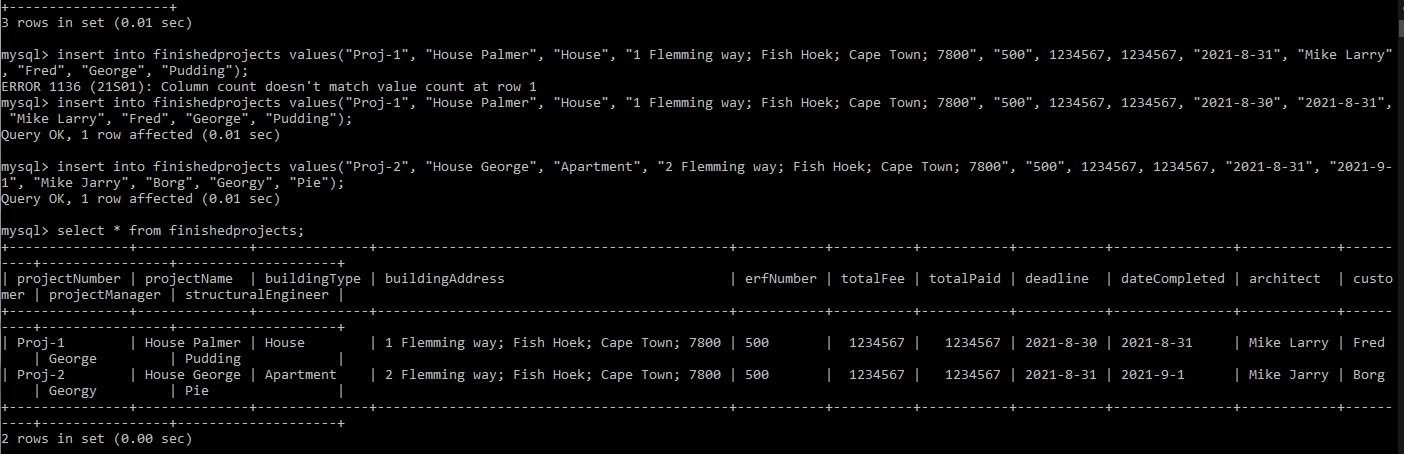 +--------------------+
3 rows in set (0.01 sec)
mysql> insert into finishedprojects values("Proj-1", "House Palmer", "House", "1 Flemming way; Fish Hoek; Cape Town; 7800", "500", 1234567, 1234567, "2021-8-31", "Mike Larry"
, "Fred", "George", "Pudding");
ERROR 1136 (21S01): Column count doesn't match value count at row 1
mysql> insert into finishedprojects values("Proj-1", "House Palmer", "House", "1 Flemming way; Fish Hoek; Cape Town; 7800", "500", 1234567, 1234567, "2021-8-30", "2021-8-31",
 "Mike Larry", "Fred", "George", "Pudding");
Query OK, 1 row affected (0.01 sec)
mysql> insert into finishedprojects values("Proj-2", "House George", "Apartment", "2 Flemming way; Fish Hoek; Cape Town; 7800", "500", 1234567, 1234567, "2021-8-31", "2021-9-
1", "Mike Jarry", "Borg", "Georgy", "Pie");
Query OK, 1 row affected (0.01 sec)
mysql> select * from finishedprojects;
+---------------+--------------+--------------+--------------------------------------------+-----------+----------+-----------+-----------+---------------+------------+------
----+----------------+--------------------+
| projectNumber | projectName  | buildingType | buildingAddress                            | erfNumber | totalFee | totalPaid | deadline  | dateCompleted | architect  | custo
mer | projectManager | structuralEngineer |
+---------------+--------------+--------------+--------------------------------------------+-----------+----------+-----------+-----------+---------------+------------+------
----+----------------+--------------------+
| Proj-1        | House Palmer | House        | 1 Flemming way; Fish Hoek; Cape Town; 7800 | 500       |  1234567 |   1234567 | 2021-8-30 | 2021-8-31     | Mike Larry | Fred
    | George         | Pudding            |
| Proj-2        | House George | Apartment    | 2 Flemming way; Fish Hoek; Cape Town; 7800 | 500       |  1234567 |   1234567 | 2021-8-31 | 2021-9-1      | Mike Jarry | Borg
    | Georgy         | Pie                |
+---------------+--------------+--------------+--------------------------------------------+-----------+----------+-----------+-----------+---------------+------------+------
----+----------------+--------------------+
2 rows in set (0.00 sec)